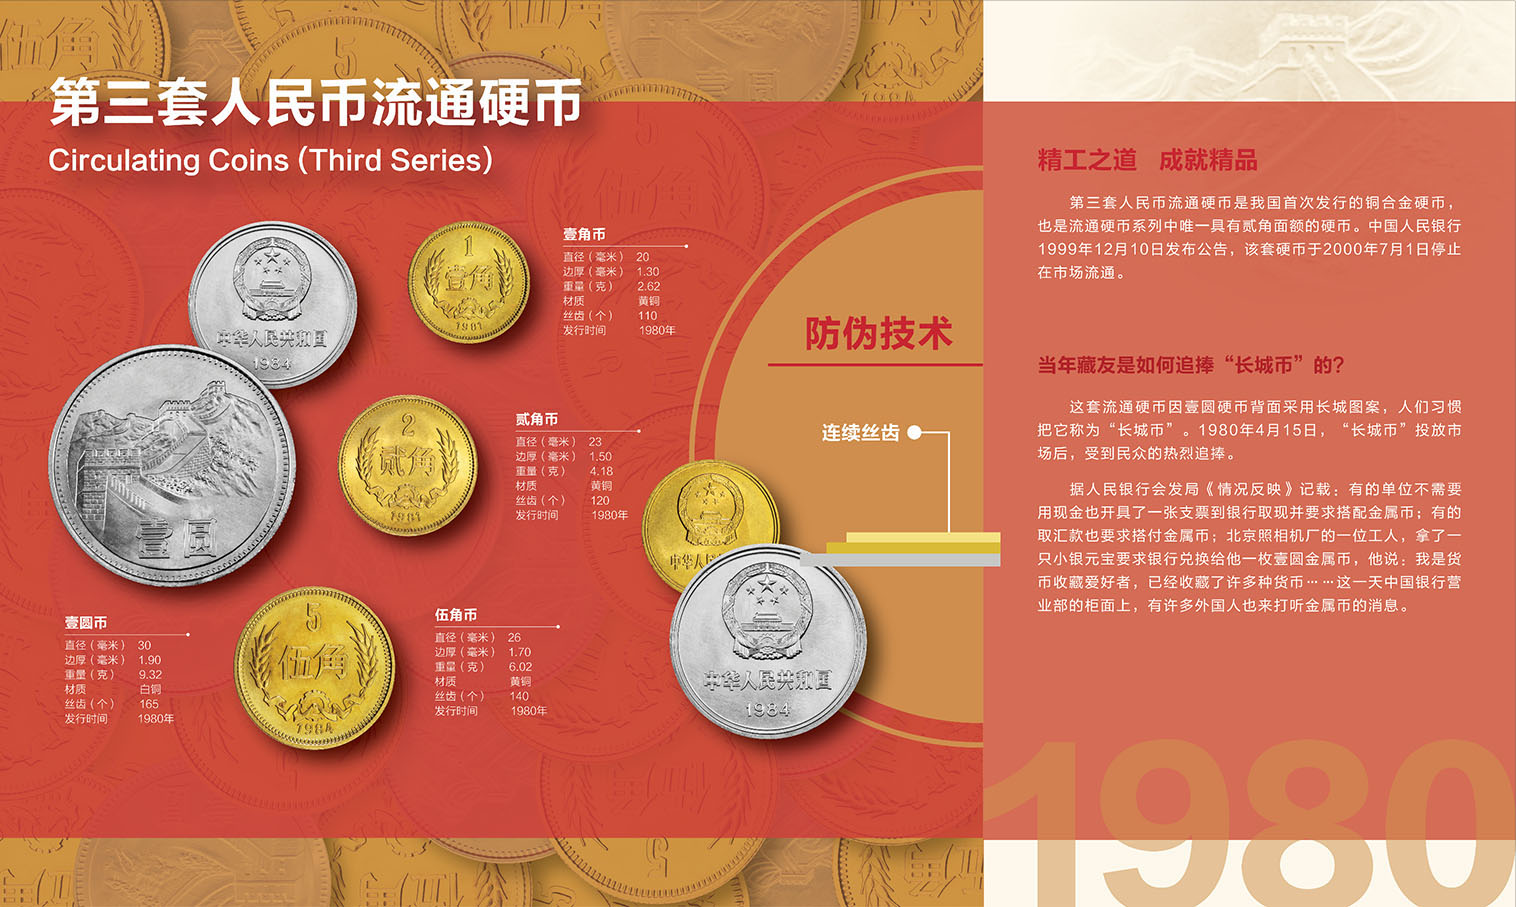 第三套人民币流通硬币
Circulating Coins (Third Series)
中华人民共和国
1984
壹圆
1
壹角
1981
壹角币
直径（毫米） 20
边厚（毫米） 1.30
重量（克） 2.62
材质 黄铜
丝齿（个） 110
发行时间 1980年
2
贰角
1981
贰角币
直径（毫米） 23
边厚（毫米） 1.50
重量（克） 4.18
材质 黄铜
丝齿（个） 120
发行时间 1980年
壹圆币
直径（毫米） 30
边厚（毫米） 1.90
重量（克） 9.32
材质 白铜
丝齿（个） 165
发行时间 1980年
5
伍角
1984
伍角币
直径（毫米） 26
边厚（毫米） 1.70
重量（克） 6.02
材质 黄铜
丝齿（个） 140
发行时间 1980年
防伪技术
连续丝齿
中华人民
中华人民共和国
1984
精工之道 成就精品
第三套人民币流通硬币是我国首次发行的铜合金硬币，
也是流通硬币系列中唯一具有贰角面额的硬币。中国人民银行
1999年12月10日发布公告，该套硬币于2000年7月1日停止
在市场流通。
当年藏友是如何追捧“长城币”的？
这套流通硬币因壹圆硬币背面采用长城图案，人们习惯
把它称为“长城币”。1980年4月15日，“长城币”投放市
场后，受到民众的热烈追捧。
据人民银行会发局《情况反映》记载：有的单位不需要
用现金也开具了一张支票到银行取现并要求搭配金属币；有的
取汇款也要求搭付金属币；北京照相机厂的一位工人，拿了一
只小银元宝要求银行兑换给他一枚壹圆金属币，他说：我是货
币收藏爱好者，已经收藏了许多种货币……这一天中国银行营
业部的柜面上，有许多外国人也来打听金属币的消息。
1980